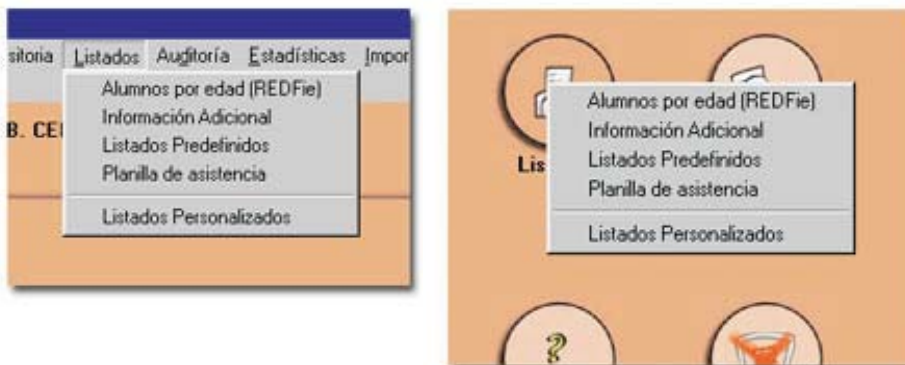 sitoria Listados Auditoría Estadísticas Impor
Alumnos por edad (REDFie)
Información Adicional
Listados Predefinidos
Planilla de asistencia
Listados Personalizados
B. CE
Alumnos por edad (REDFie)
Información Adicional
Listados Predefinidos
Planilla de asistencia
Listados Personalizados
Lis